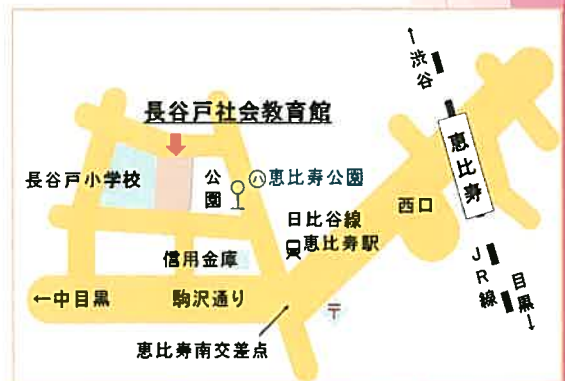 ↑渋谷
長谷戸社会教育館
恵比寿
長谷戸小学校
公園
㋩恵比寿公園
西口
日比谷線
恵比寿駅
信用金庫
JR線
目黒↓
←中目黒
駒沢通り
〒
恵比寿南交差点